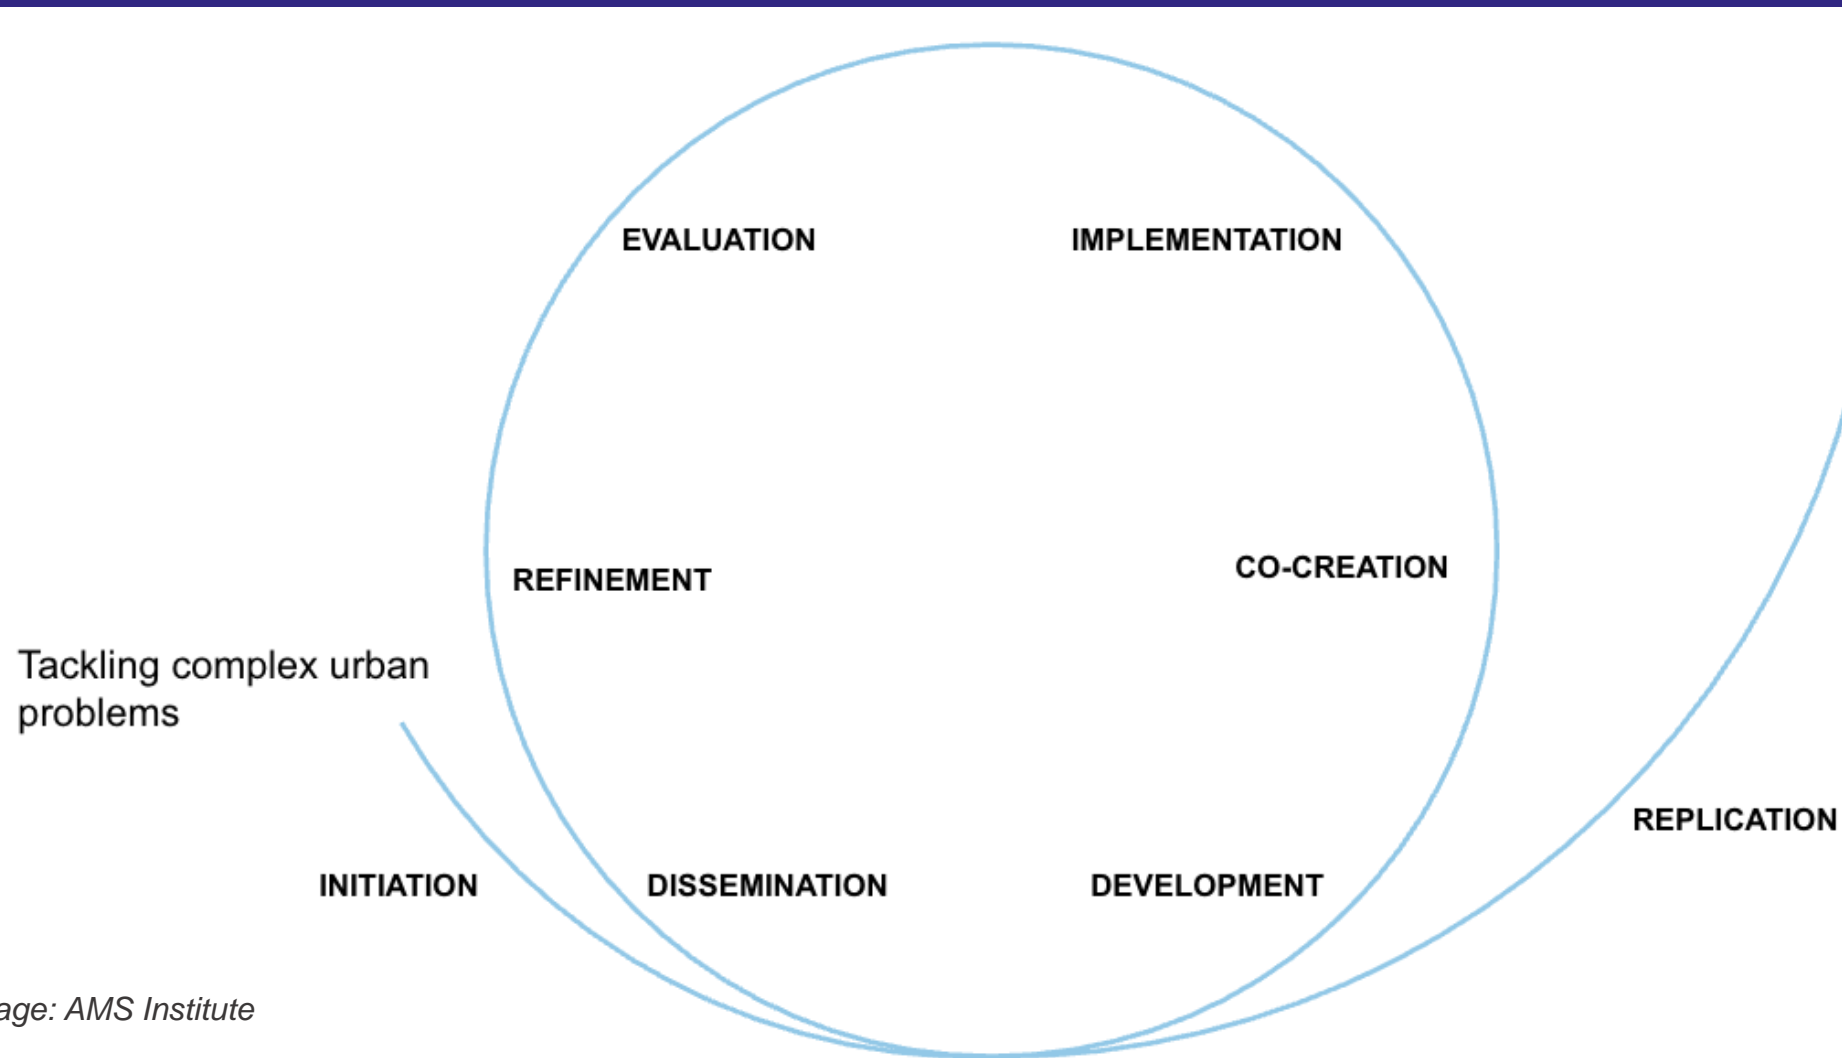 EVALUATION
IMPLEMENTATION
REFINEMENT
CO-CREATION
Tackling complex urban
problems
REPLICATION
INITIATION
DISSEMINATION
DEVELOPMENT
age: AMS Institute